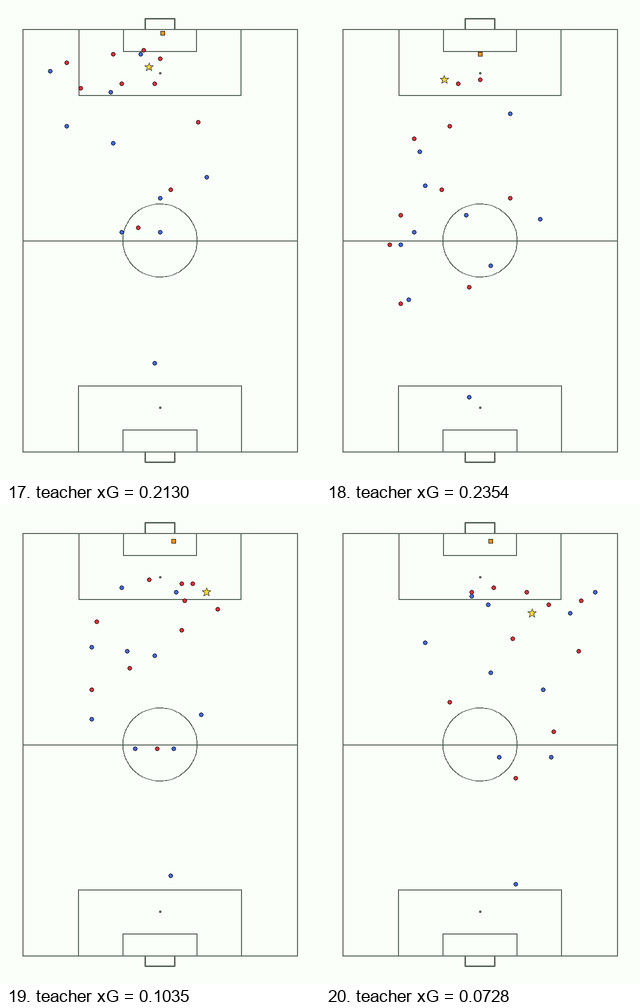 17. teacher xG = 0.2130
18. teacher xG = 0.2354
19. teacher xG = 0.1035
20. teacher xG = 0.0728